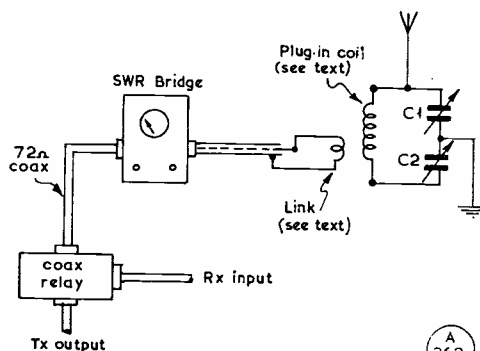 Plug-in coil
(see text)
SWR Bridge
C1
72Ω
coax
C2
Link
(see text)
coax
relay
Rx input
Tx output
A